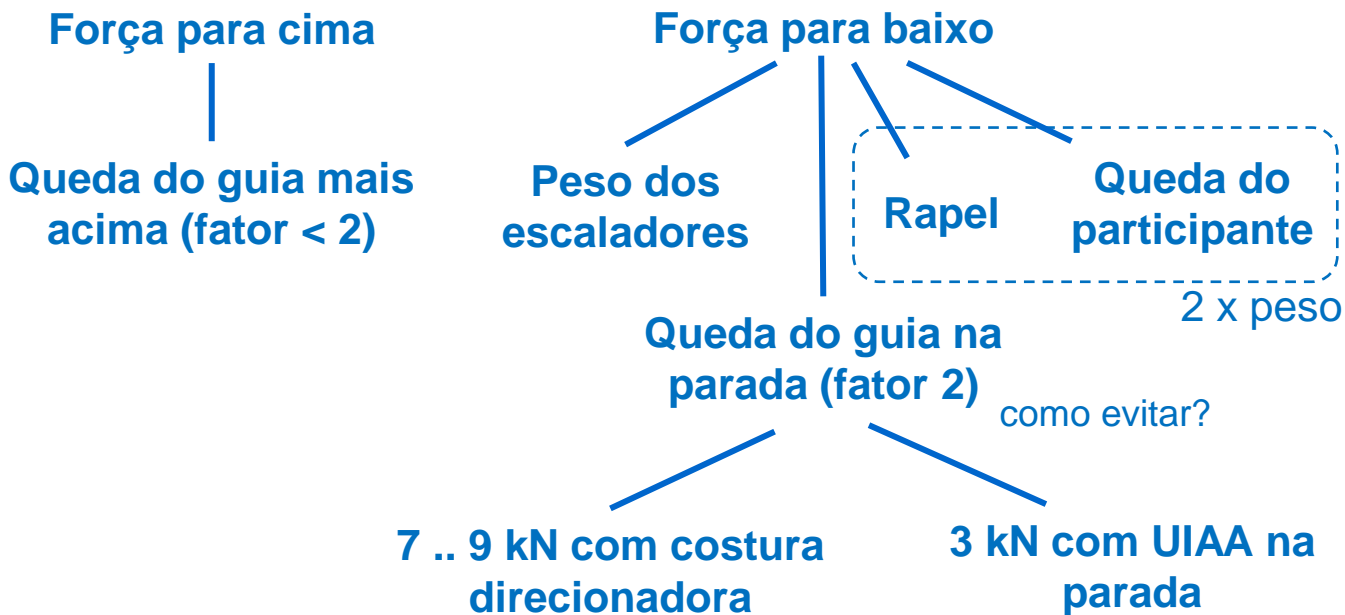 Força para cima
Força para baixo
Queda do guia mais
acima (fator < 2)
Peso dos
escaladores
Rapel
Queda do
participante
2 x peso
Queda do guia na
parada (fator 2)
como evitar?
7 .. 9 kN com costura
direcionadora
3 kN com UIAA na
parada